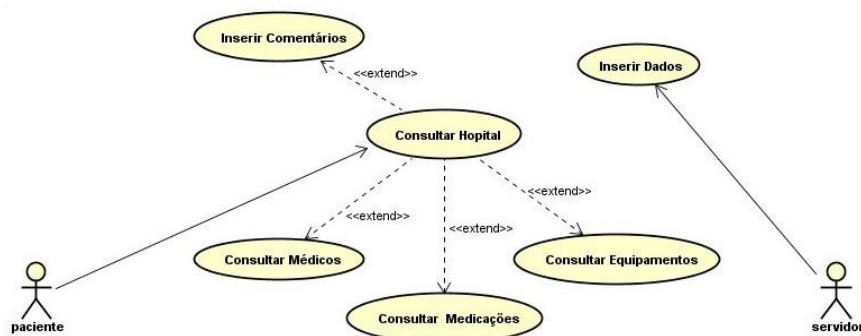 Inserir Comentários
Inserir Dados
<<extend>>
Consultar Hopital
<<extend>>
<<extend>>
<<extend>>
Consultar Médicos
Consultar Equipamentos
Consultar Medicações
paciente
servidor